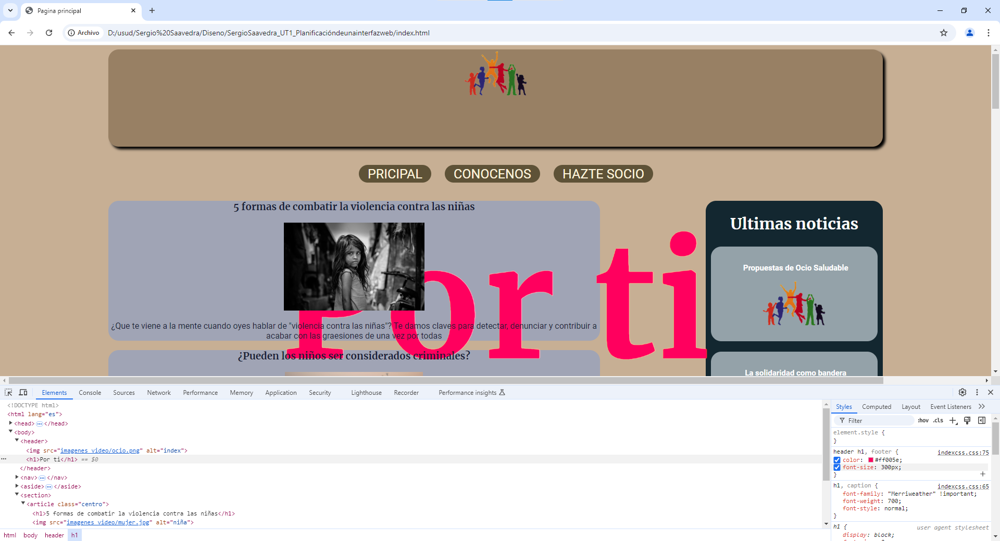 Pagina principal
Archivo
D:/usud/Sergio%20Saavedra/Diseno/SergioSaavedra_UT1_Planificacióndeunainterfazweb/index.html
PRICIPAL
CONOCENOS
HAZTE SOCIO
5 formas de combatir la violencia contra las niñas
Por ti
¿Que te viene a la mente cuando oyes hablar de "violencia contra las niñas"? Te damos claves para detectar, denunciar y contribuir a
acabar con las graesiones de una vez por todas
¿Pueden los niños ser considerados criminales?
Ultimas noticias
Propuestas de Ocio Saludable
La solidaridad como bandera
Elements
Console
Sources
Network
Performance
Memory
Application
Security
Lighthouse
Recorder
Performance insights
<!DOCTYPE html>
<html lang="es">
<head> ... </head>
<body>
<header>
<img src="imagenes_video/ocio.png" alt="index">
<h1>Por ti</h1> == $0
</header>
<nav> ... </nav>
<aside> ... </aside>
<section>
<article class="centro">
<h1>5 formas de combatir la violencia contra las niñas</h1>
<img src="imagenes_video/mujer.jpg" alt="niña">
html body header h1
Styles
Computed
Layout
Event Listeners
Filter
:hov
.cls
element.style {
}
header h1, footer {
indexcss.css:75
color: #ff005e;
font-size: 300px;
}
h1, caption {
indexcss.css:65
font-family: "Merriweather" !important;
font-weight: 700;
font-style: normal;
}
h1 {
user agent stylesheet
display: block;